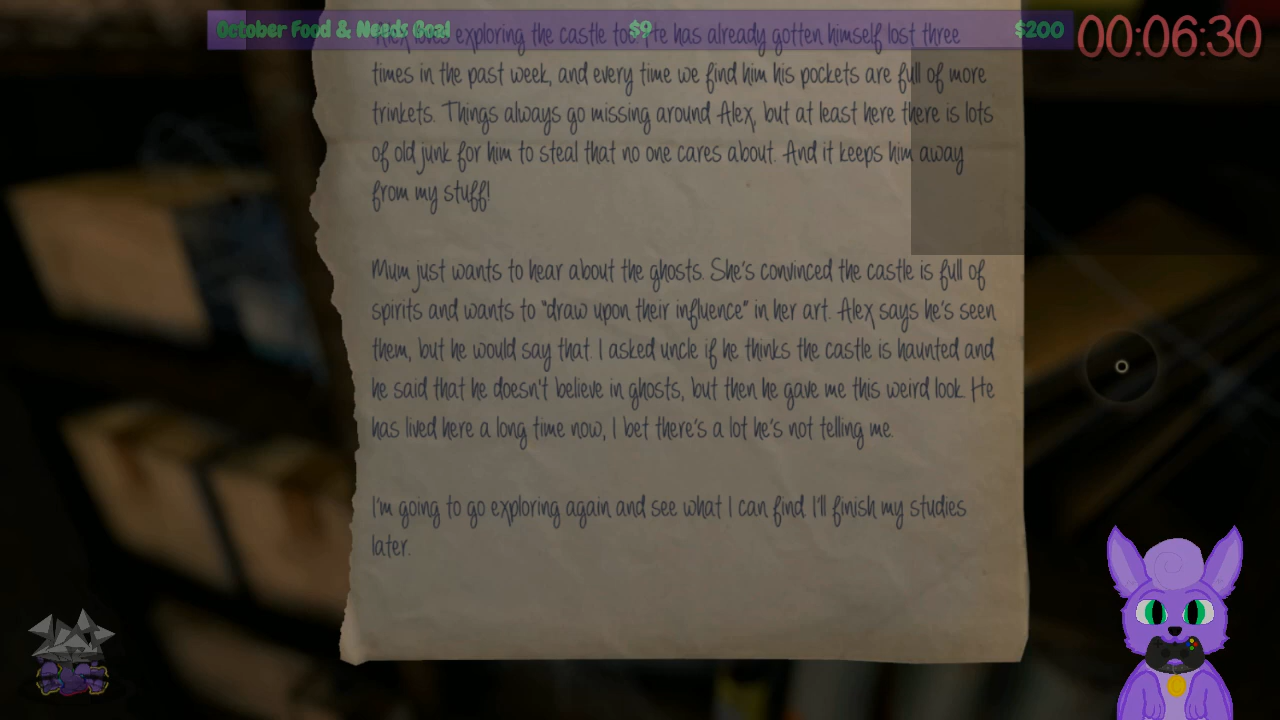 October Food & Needs Goal $9 $200 00:06:30
Alex loves exploring the castle too. He has already gotten himself lost three
times in the past week, and every time we find him his pockets are full of more
trinkets. Things always go missing around Alex, but at least here there is lots
of old junk for him to steal that no one cares about. And it keeps him away
from my stuff!
Mum just wants to hear about the ghosts. She's convinced the castle is full of
spirits and wants to "draw upon their influence" in her art. Alex says he's seen
them, but he would say that. I asked uncle if he thinks the castle is haunted and
he said that he doesn't believe in ghosts, but then he gave me this weird look. He
has lived here a long time now, I bet there's a lot he's not telling me.
I'm going to go exploring again and see what I can find. I'll finish my studies
later.